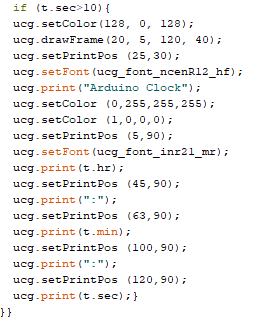 if (t.sec>10){
ucg.setColor(128, 0, 128);
ucg.drawFrame(20, 5, 120, 40);
ucg.setPrintPos (25,30);
ucg.setFont(ucg_font_ncenR12_hf);
ucg.print("Arduino Clock");
ucg.setColor (0,255,255,255);
ucg.setColor (1,0,0,0);
ucg.setPrintPos (5,90);
ucg.setFont(ucg_font_inr21_mr);
ucg.print(t.hr);
ucg.setPrintPos (45,90);
ucg.print(":");
ucg.setPrintPos (63,90);
ucg.print(t.min);
ucg.setPrintPos (100,90);
ucg.print(":");
ucg.setPrintPos (120,90);
ucg.print(t.sec);}
}}